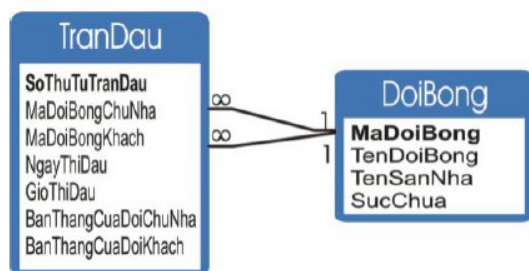 TranDau
SoThuTuTranDau
MaDoiBongChuNha
MaDoiBongKhach
NgayThiDau
GioThiDau
BanThangCuaDoiChuNha
BanThangCuaDoiKhach
∞
∞
1
1
DoiBong
MaDoiBong
TenDoiBong
TenSanNha
SucChua